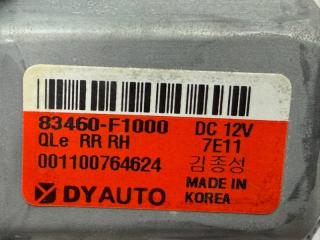 83460-F1000 DC 12V
QLe RR RH 7E11
001100764624 김종성
DYAUTO MADE IN
KOREA